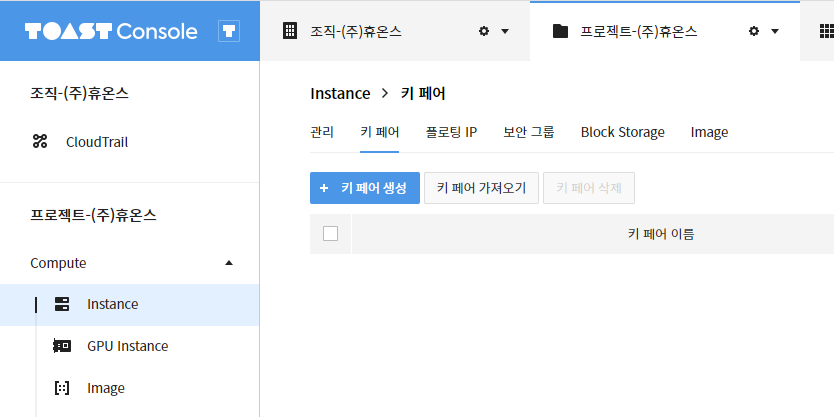 TOAST Console
조직-(주)휴온스
프로젝트-(주)휴온스
조직-(주)휴온스
CloudTrail
프로젝트-(주)휴온스
Compute
Instance
GPU Instance
Image
Instance > 키 페어
관리 키 페어 플로팅 IP 보안 그룹 Block Storage Image
+ 키 페어 생성 키 페어 가져오기 키 페어 삭제
키 페어 이름